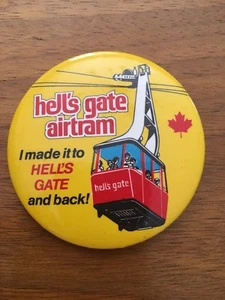 hell's gate
airtram
I made it to
HELL'S
GATE
and back!
hell's gate